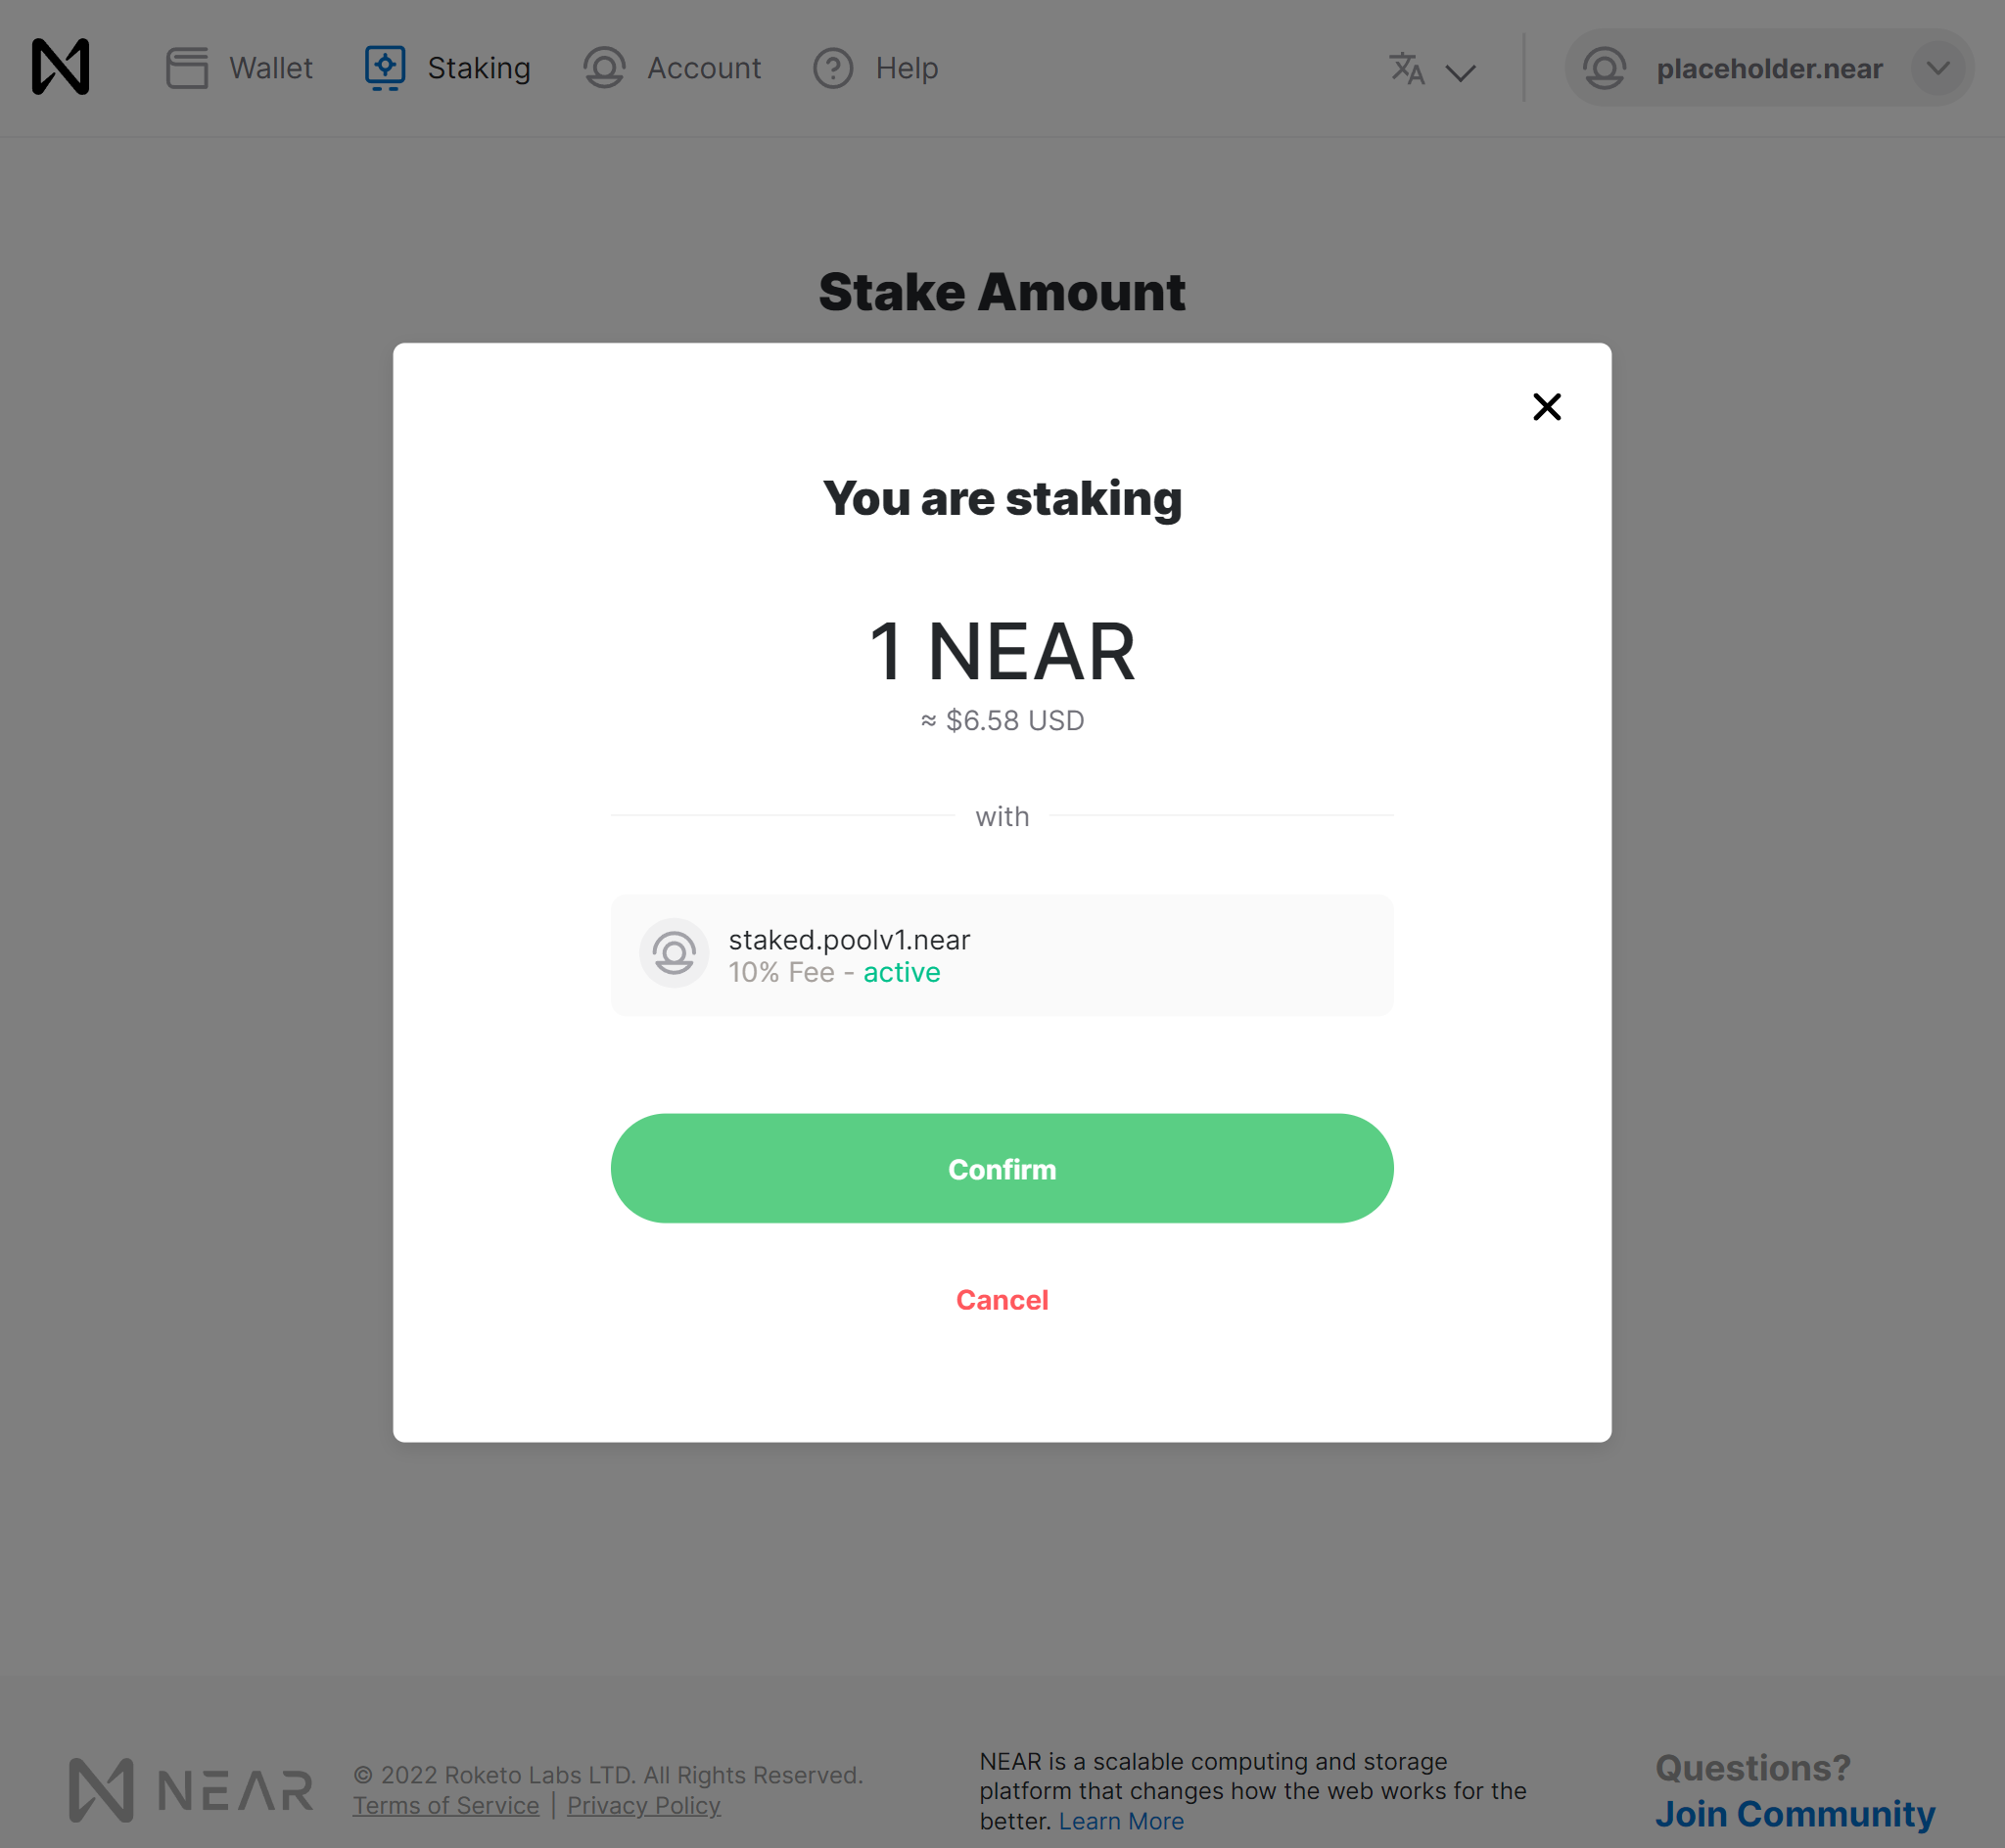 Wallet
Staking
Account
Help
placeholder.near
Stake Amount
You are staking
1 NEAR
≈ $6.58 USD
with
staked.poolv1.near
10% Fee - active
Confirm
Cancel
NEAR
© 2022 Roketo Labs LTD. All Rights Reserved.
Terms of Service | Privacy Policy
NEAR is a scalable computing and storage
platform that changes how the web works for the
better. Learn More
Questions?
Join Community